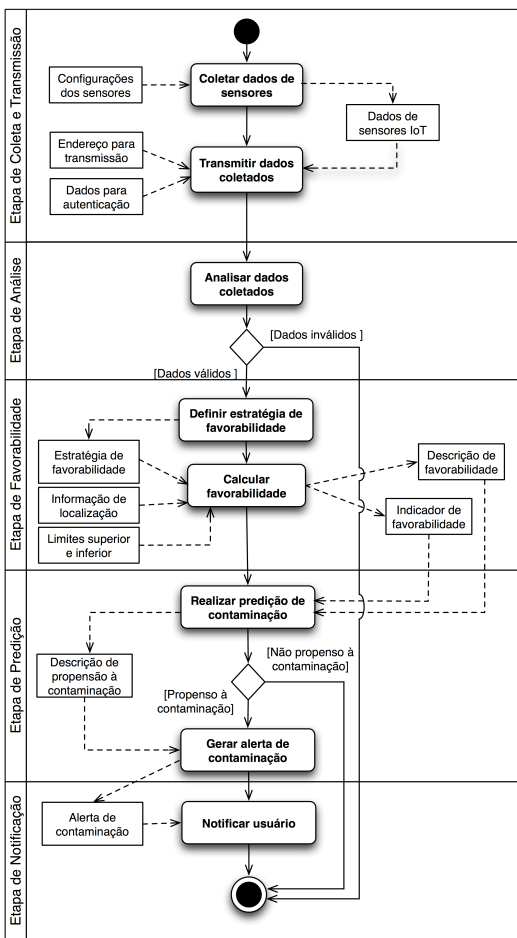 Etapa de Coleta e Transmissão
Configurações
dos sensores
Coletar dados de
sensores
Dados de
sensores IoT
Endereço para
transmissão
Transmitir dados
coletados
Dados para
autenticação
Etapa de Análise
Analisar dados
coletados
[Dados inválidos ]
[Dados válidos ]
Etapa de Favorabilidade
Definir estratégia de
favorabilidade
Estratégia de
favorabilidade
Calcular
favorabilidade
Descrição de
favorabilidade
Informação de
localização
Indicador de
favorabilidade
Limites superior
e inferior
Etapa de Predição
Realizar predição de
contaminação
Descrição de
propensão à
contaminação
[Não propenso à
contaminação]
[Propenso à
contaminação]
Gerar alerta de
contaminação
Etapa de Notificação
Alerta de
contaminação
Notificar usuário